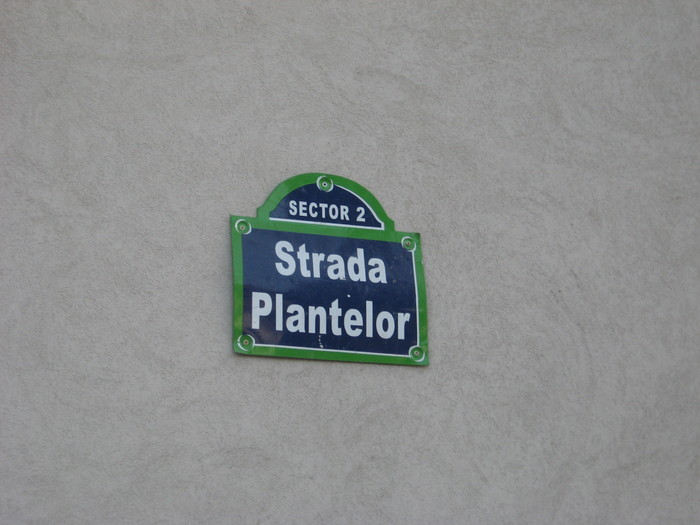 SECTOR 2
Strada
Plantelor